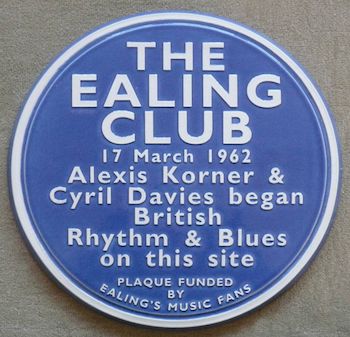 THE
EALING
CLUB
17 March 1962
Alexis Korner &
Cyril Davies began
British
Rhythm & Blues
on this site
PLAQUE FUNDED
BY
EALING'S MUSIC FANS